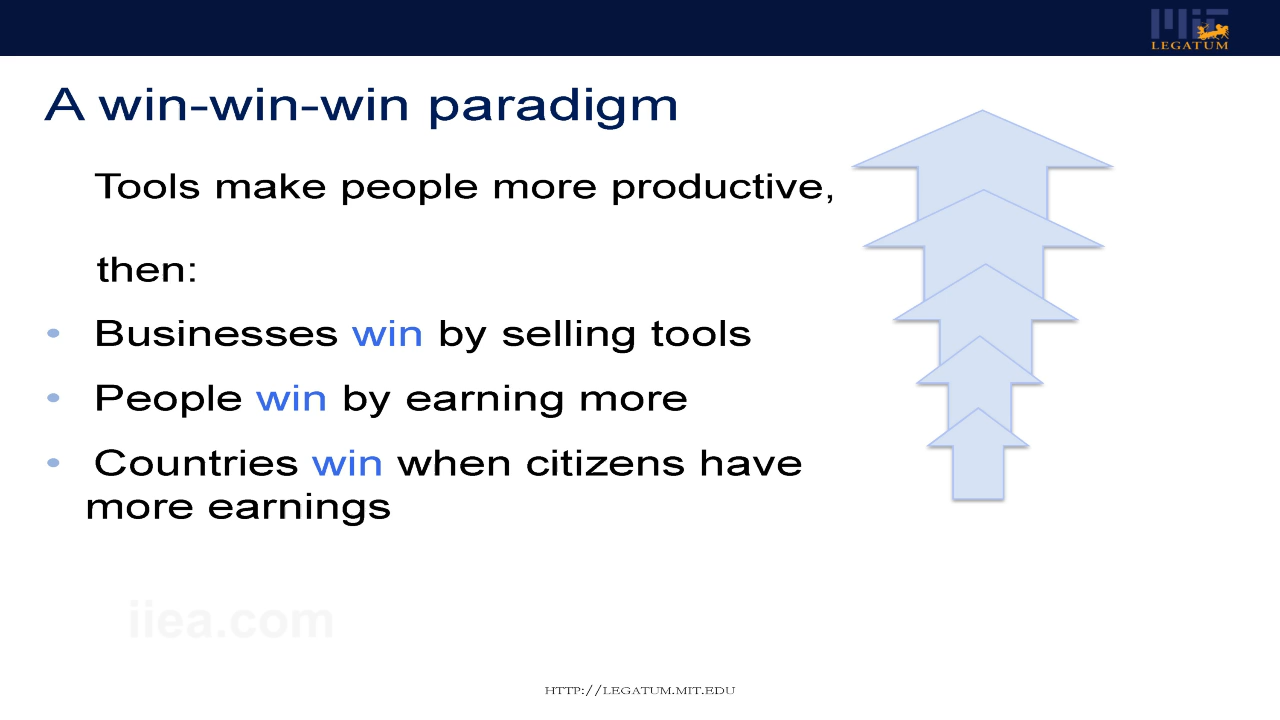 MIT
LEGATUM
A win-win-win paradigm
Tools make people more productive,
then:
• Businesses win by selling tools
• People win by earning more
• Countries win when citizens have
more earnings
iiea.com
HTTP://LEGATUM.MIT.EDU